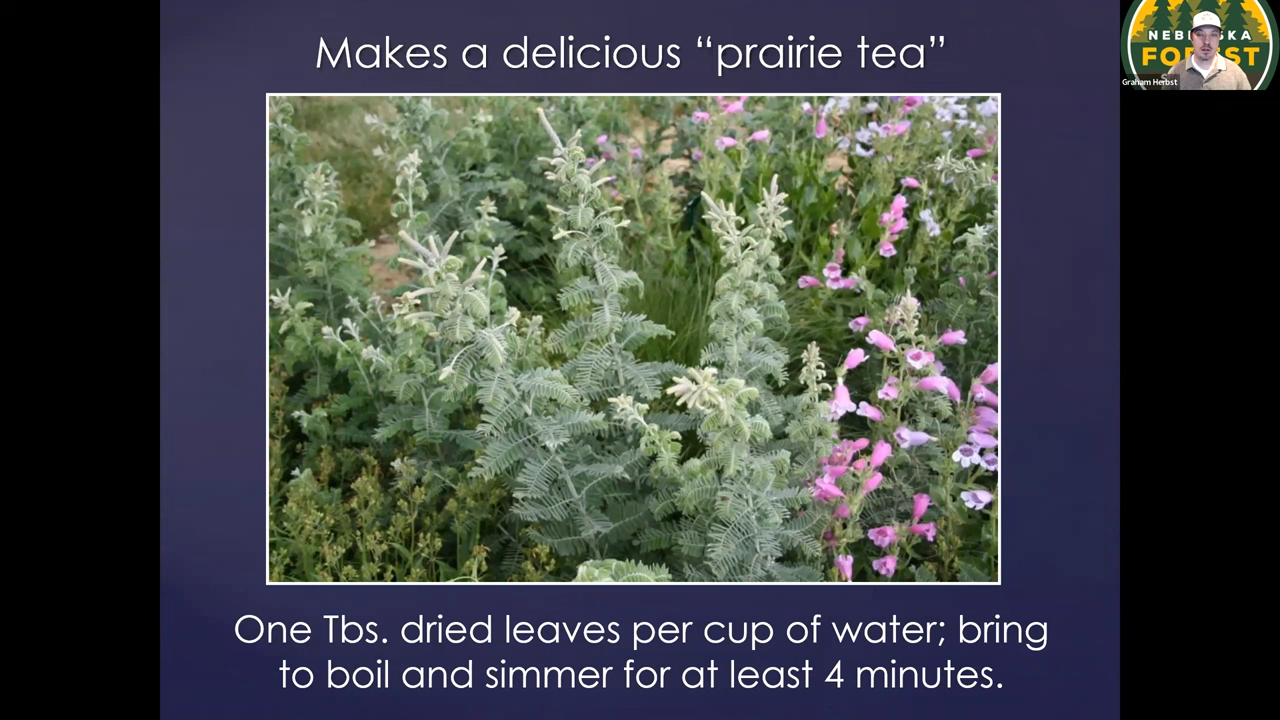 Makes a delicious “prairie tea”
NEBRASKA
FOREST
Graham Herbst
One Tbs. dried leaves per cup of water; bring
to boil and simmer for at least 4 minutes.